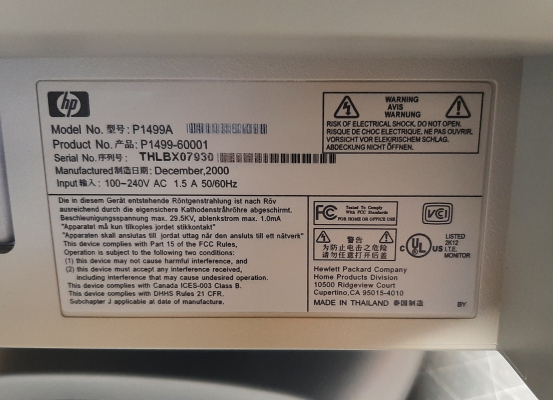 hp
Model No. 型号: P1499A
Product No. 产品: P1499-60001
Serial No. 序列号: THLBX07930
Manufactured 制造日期: December,2000
Input 输入: 100-240V AC 1.5 A 50/60Hz
WARNING
AVIS
WARNUNG
RISK OF ELECTRICAL SHOCK, DO NOT OPEN.
RISQUE DE CHOC ELECTRIQUE, NE PAS OUVRIR.
VORSICHT VOR ELEKRISCHEM SCHLAG.
ABDECKUNG NICHT ÖFFNEN
Die in diesem Gerät entstehende Röntgenstrahlung ist nach Röv
ausreichend durch die eigensichere Kathodenstrahlröhre abgeschirmt.
Beschleunigungsspannung max. 29.5KV, ablenkstrom max. 1.0mA
"Apparatet må kun tilkoples jordet stikkontakt"
"Apparaten skall anslutas till jordat uttag när den ansluts till ett nätverk"
This device complies with Part 15 of the FCC Rules,
Operation is subject to the following two conditions:
(1) this device may not cause harmful interference, and
(2) this device must accept any interference received,
including interference that may cause undesired operation.
This device complies with Canada ICES-003 Class B.
This device complies with DHHS Rules 21 CFR.
Subchapter J applicable at date of manufacture.
FC Tested To Comply
With FCC Standards
FOR HOME OR OFFICE USE
VCI
警告
为防止电击之危险
请勿任意打开后盖
c UL US
LISTED
2K12
I.T.E.
MONITOR
Hewlett Packard Company
Home Products Division
10500 Ridgeview Court
Cupertino,CA 95015-4010
MADE IN THAILAND 泰国制造
BY